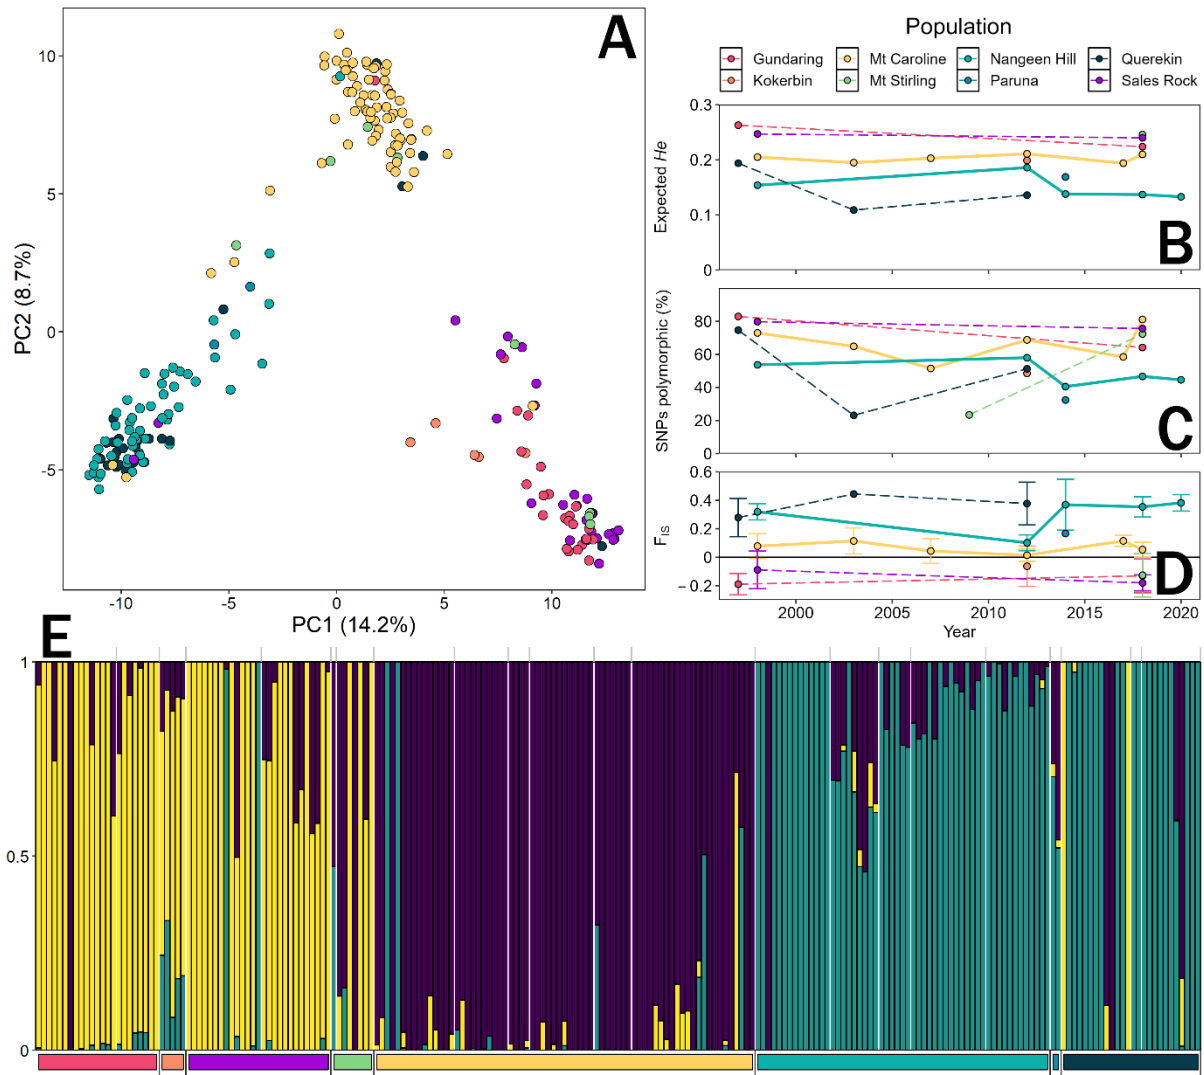 A
10
5
0
-5
PC2 (8.7%)
-10
-5
0
5
10
PC1 (14.2%)
Population
Gundaring
Mt Caroline
Nangeen Hill
Querekin
Kokerbin
Mt Stirling
Paruna
Sales Rock
0.3
0.2
0.1
0
Expected He
B
80
60
40
20
0
SNPs polymorphic (%)
C
0.6
0.4
0.2
0
−0.2
FIS
D
2000
2005
2010
2015
2020
Year
E
1
0.5
0